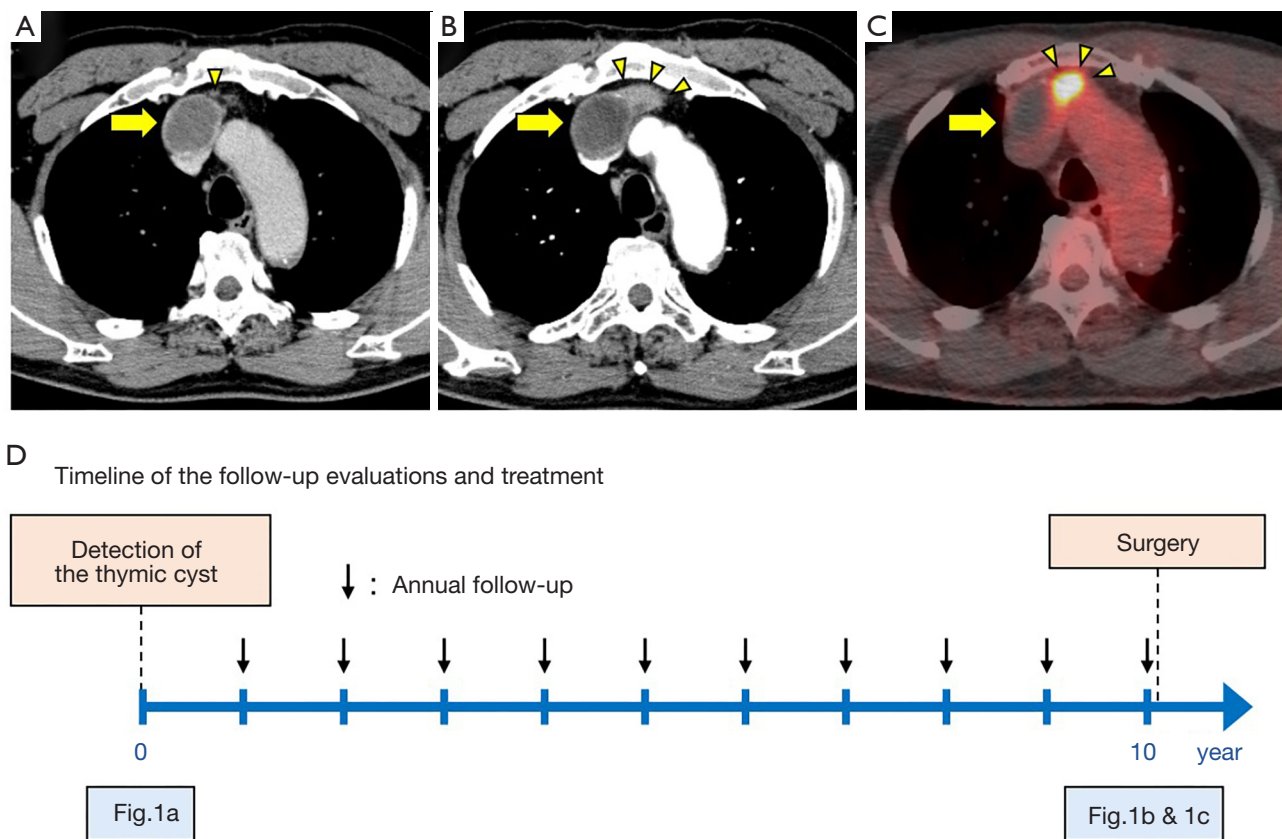 A
B
C
D
Timeline of the follow-up evaluations and treatment
Detection of
the thymic cyst
Surgery
: Annual follow-up
0
10
year
Fig.1a
Fig.1b & 1c